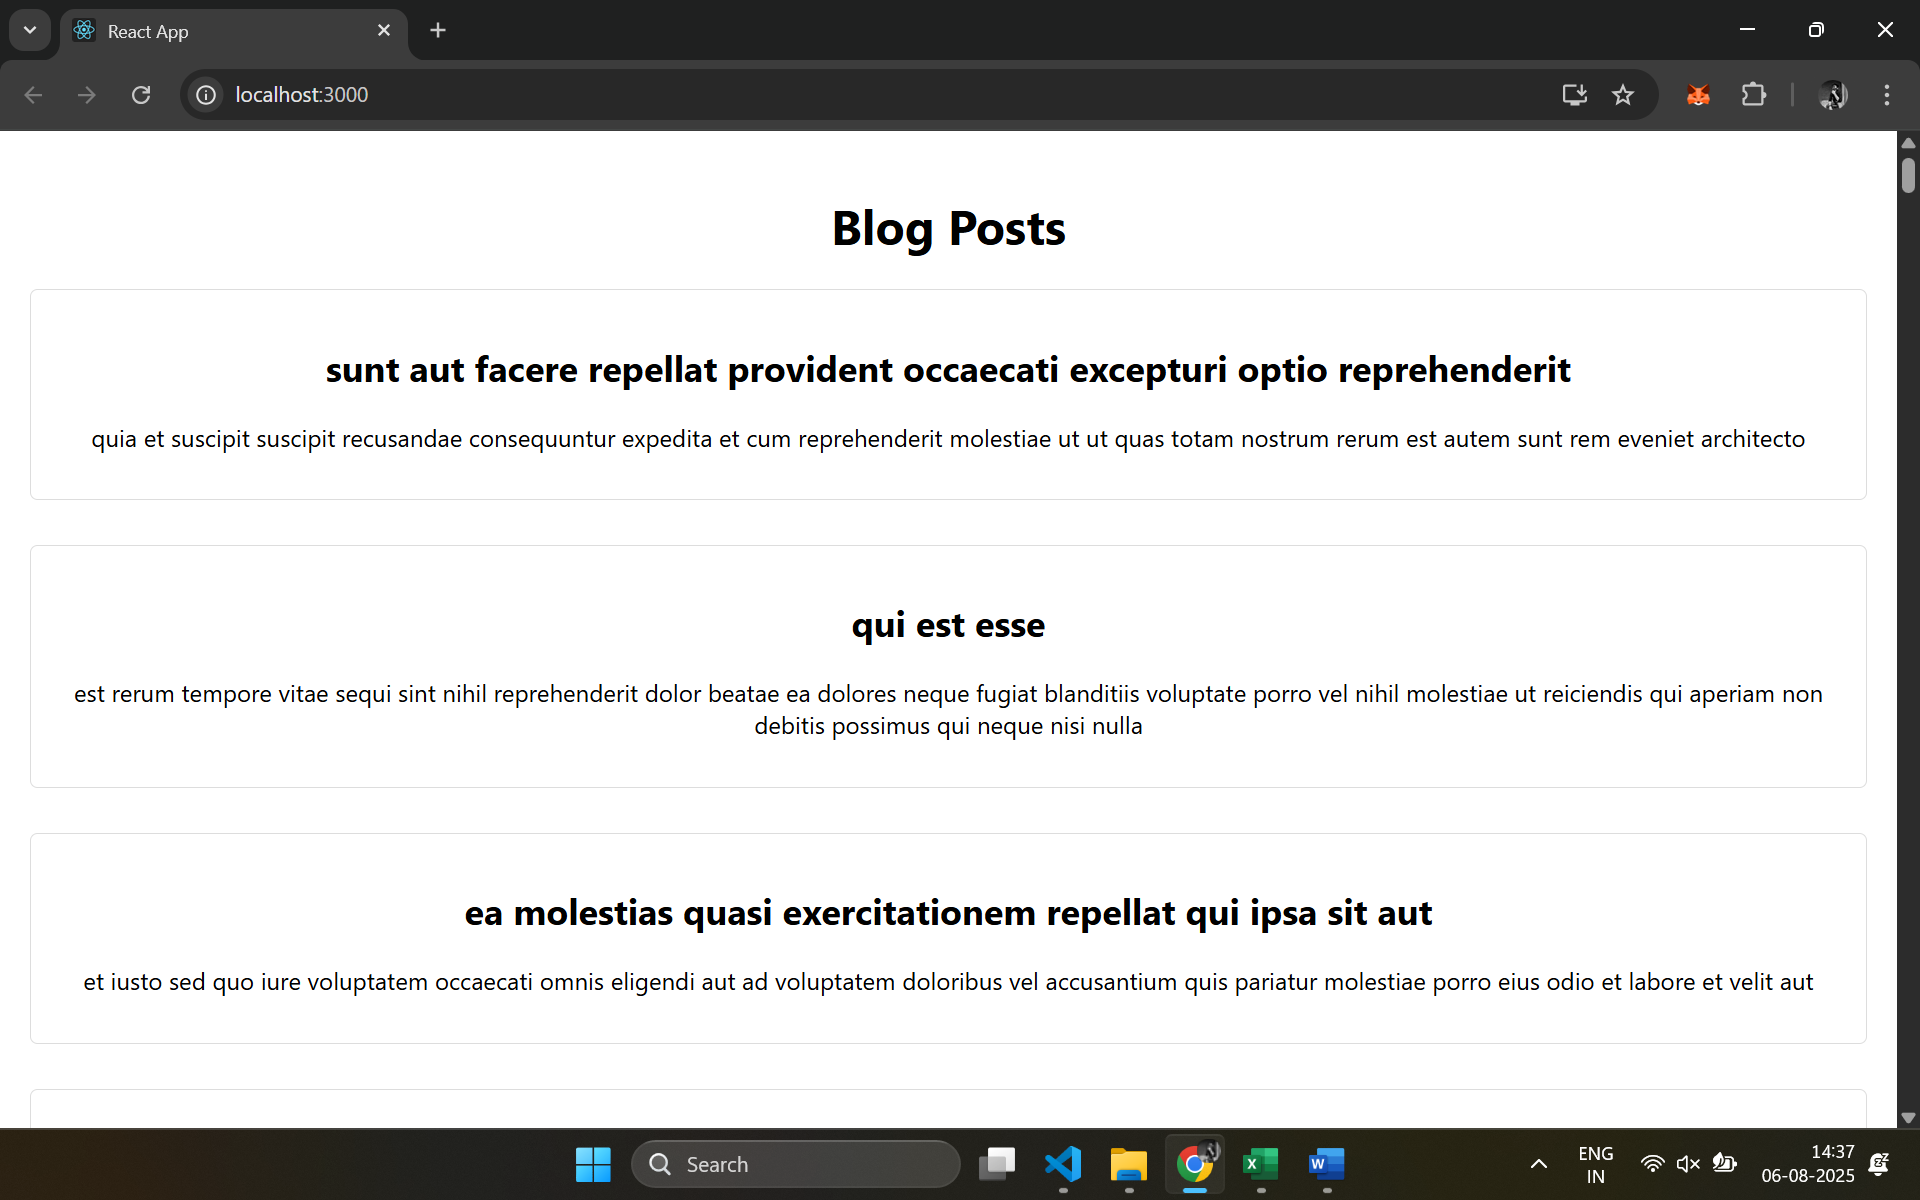 React App
localhost:3000
Blog Posts
sunt aut facere repellat provident occaecati excepturi optio reprehenderit
quia et suscipit suscipit recusandae consequuntur expedita et cum reprehenderit molestiae ut ut quas totam nostrum rerum est autem sunt rem eveniet architecto
qui est esse
est rerum tempore vitae sequi sint nihil reprehenderit dolor beatae ea dolores neque fugiat blanditiis voluptate porro vel nihil molestiae ut reiciendis qui aperiam non
debitis possimus qui neque nisi nulla
ea molestias quasi exercitationem repellat qui ipsa sit aut
et iusto sed quo iure voluptatem occaecati omnis eligendi aut ad voluptatem doloribus vel accusantium quis pariatur molestiae porro eius odio et labore et velit aut
Search
ENG
IN
14:37
06-08-2025